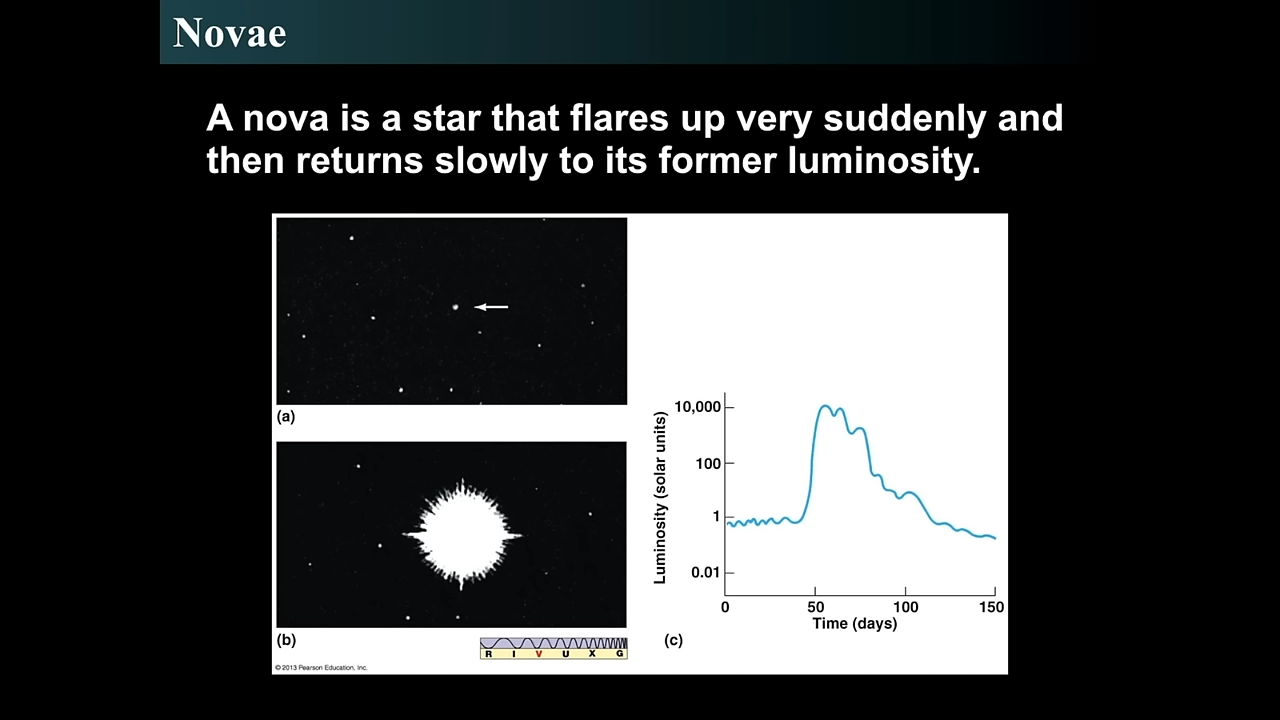 Novae
A nova is a star that flares up very suddenly and
then returns slowly to its former luminosity.
(a)
(b)
R I V U X G
© 2013 Pearson Education, Inc.
Luminosity (solar units)
10,000
100
1
0.01
0 50 100 150
Time (days)
(c)